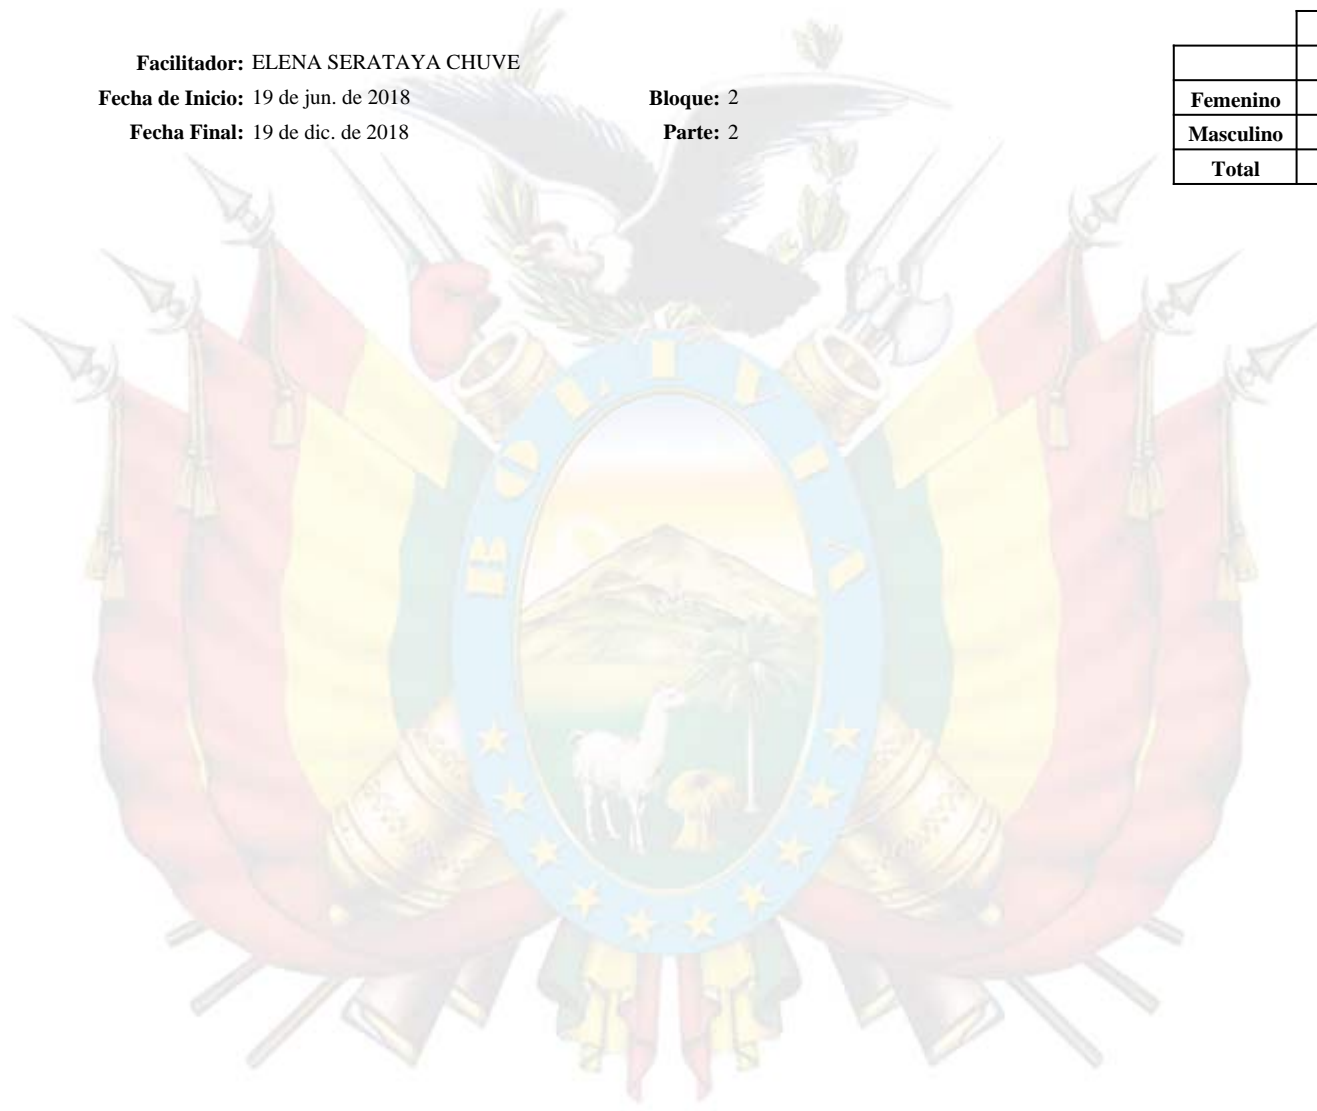 Facilitador: ELENA SERATAYA CHUVE
Fecha de Inicio: 19 de jun. de 2018 Bloque: 2
Fecha Final: 19 de dic. de 2018 Parte: 2
Femenino
Masculino
Total
BOLIVIA